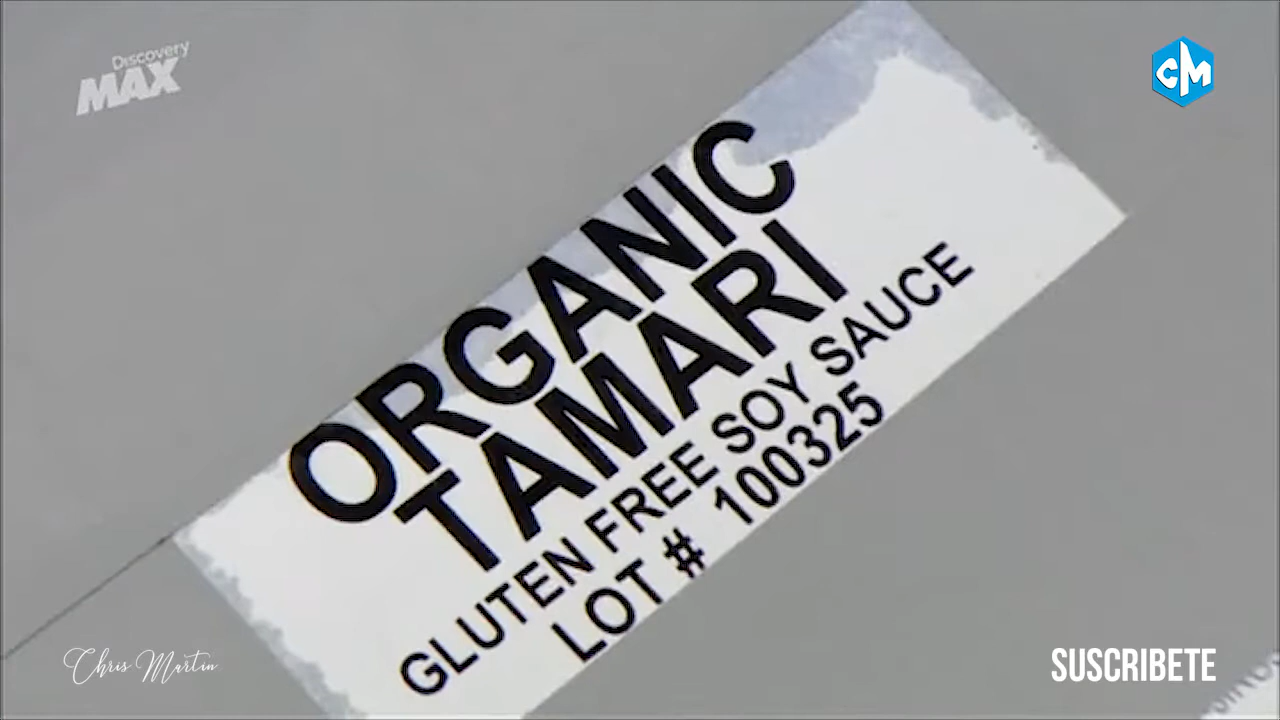 Discovery
MAX
CM
ORGANIC
TAMARI
GLUTEN FREE SOY SAUCE
LOT # 100325
Chris Martin
SUSCRIBETE